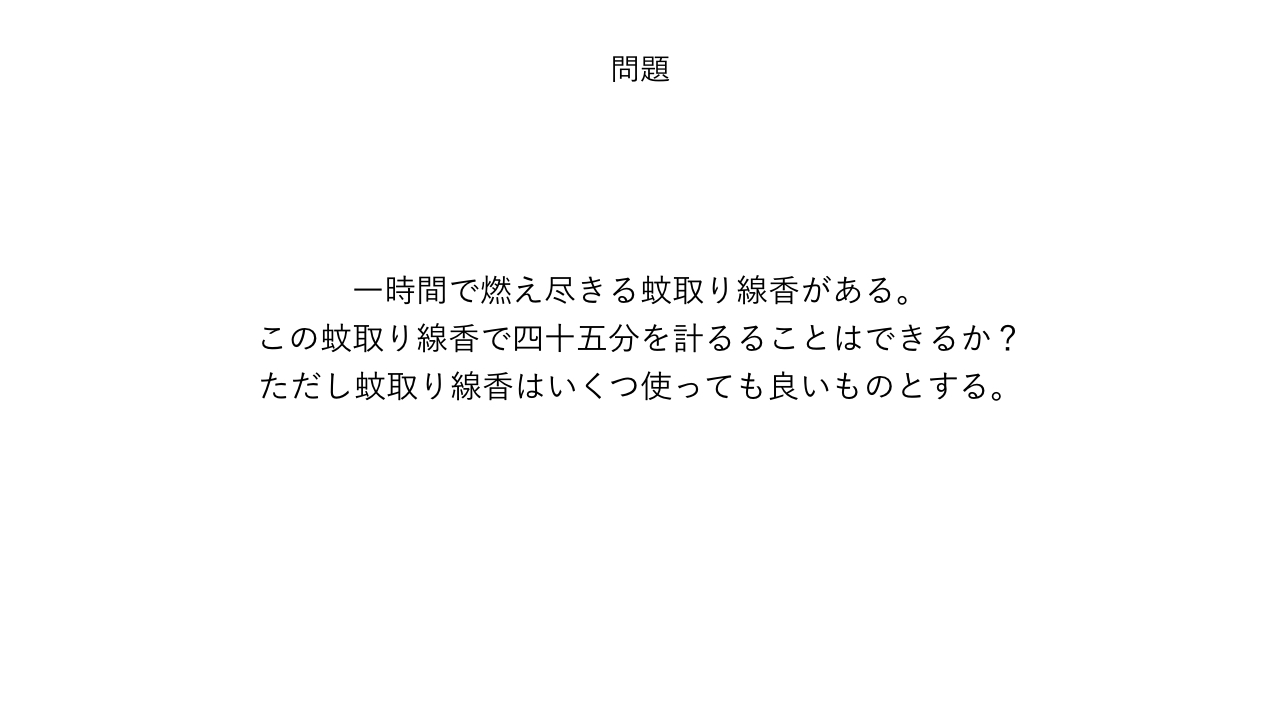 問題
一時間で燃え尽きる蚊取り線香がある。
この蚊取り線香で四十五分を計るることはできるか？
ただし蚊取り線香はいくつ使っても良いものとする。